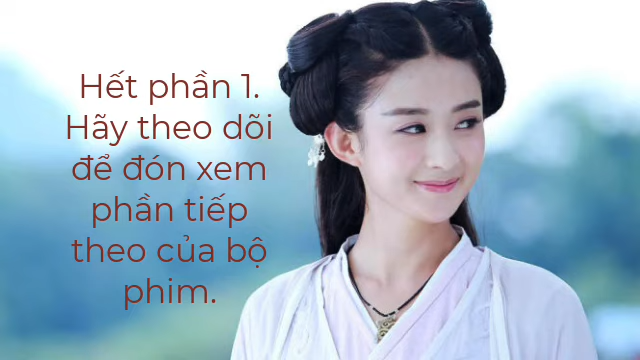 Hết phần 1.
Hãy theo dõi
để đón xem
phần tiếp
theo của bộ
phim.